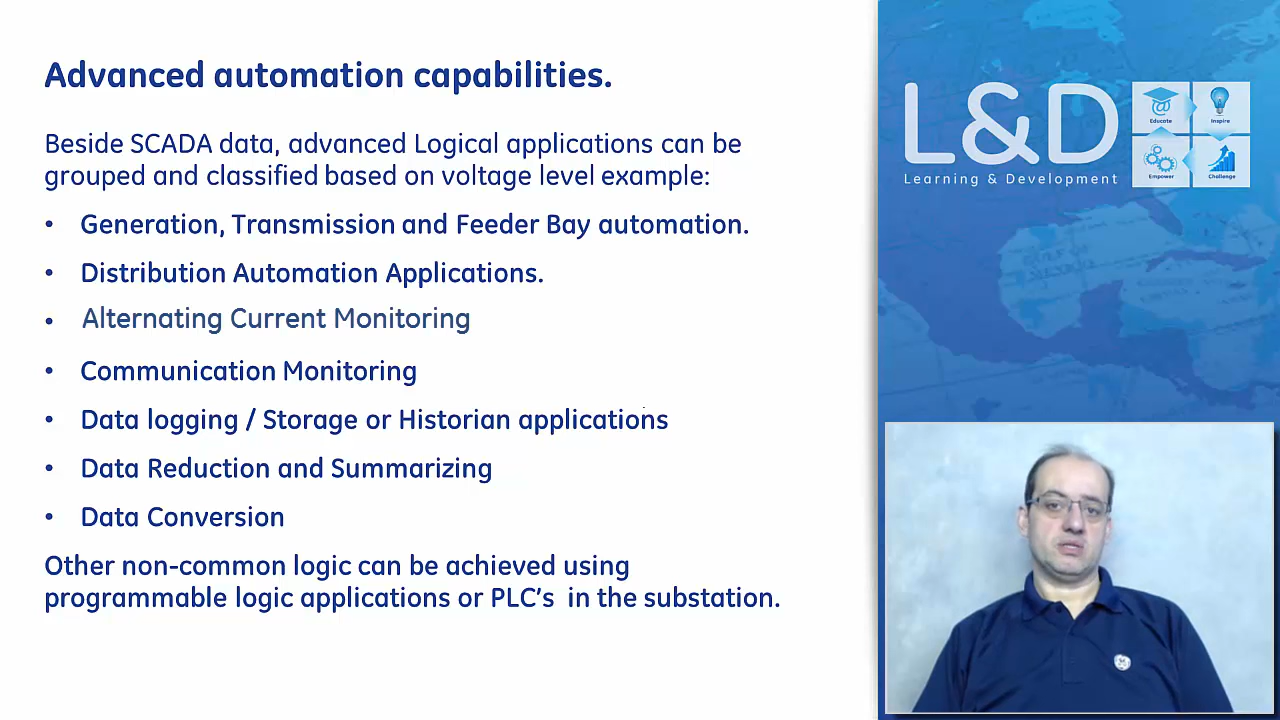 Advanced automation capabilities.
Beside SCADA data, advanced Logical applications can be
grouped and classified based on voltage level example:
• Generation, Transmission and Feeder Bay automation.
• Distribution Automation Applications.
• Alternating Current Monitoring
• Communication Monitoring
• Data logging / Storage or Historian applications
• Data Reduction and Summarizing
• Data Conversion
Other non-common logic can be achieved using
programmable logic applications or PLC's in the substation.
L&D
Learning & Development
Educate
Inspire
Empower
Challenge